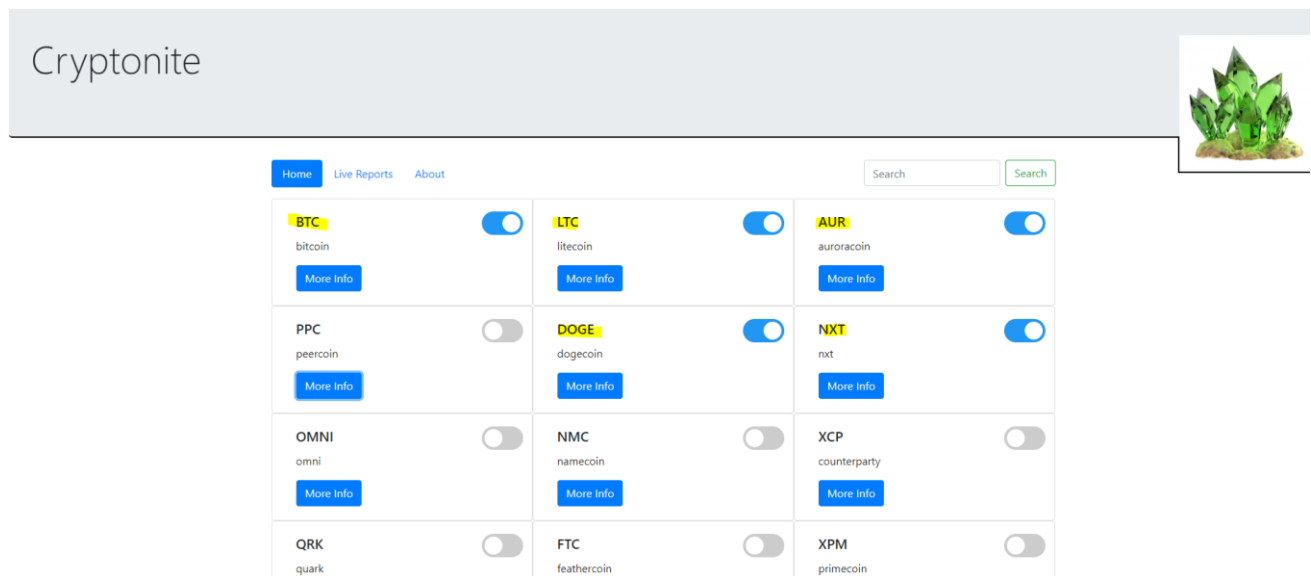 Cryptonite
Home Live Reports About Search Search
BTC
bitcoin
More Info
LTC
litecoin
More Info
AUR
auroracoin
More Info
PPC
peercoin
More Info
DOGE
dogecoin
More Info
NXT
nxt
More Info
OMNI
omni
More Info
NMC
namecoin
More Info
XCP
counterparty
More Info
QRK
quark
FTC
feathercoin
XPM
primecoin